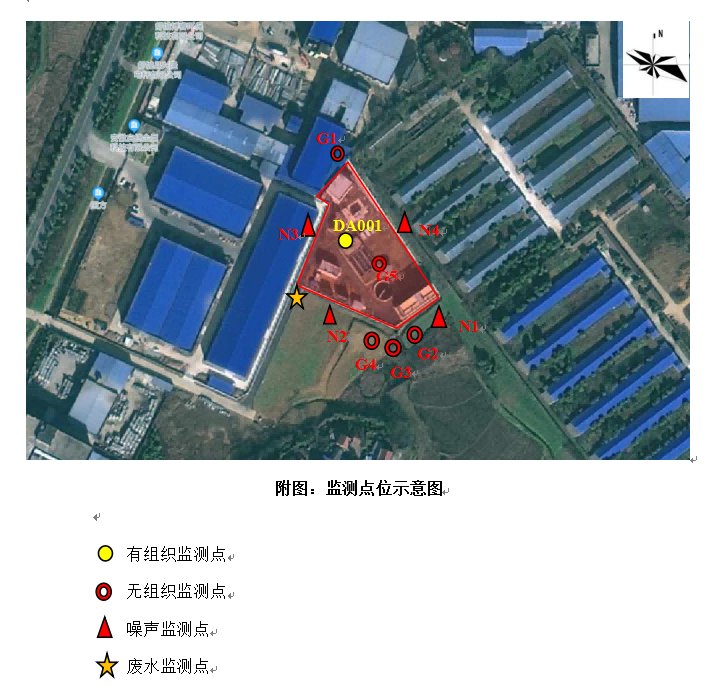 N
G1
DA001
N3
N4
G5
N2
N1
G2
G4
G3
附图：监测点位示意图
有组织监测点
无组织监测点
噪声监测点
废水监测点